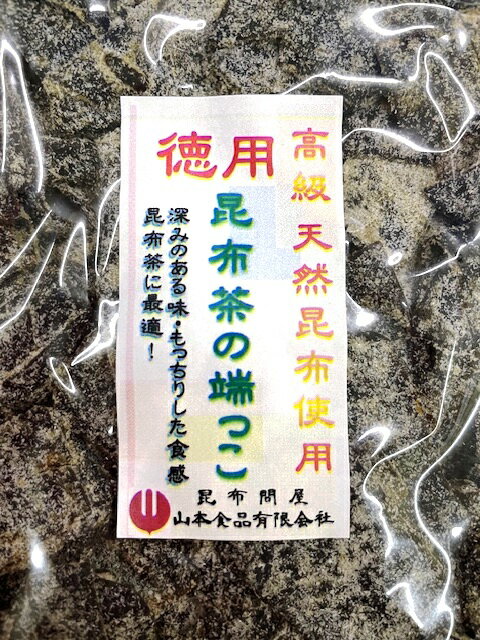 高級 天然昆布使用
徳用
昆布茶の端っこ
深みのある味・もっちりした食感
昆布茶に最適！
昆布問屋
山本食品有限会社